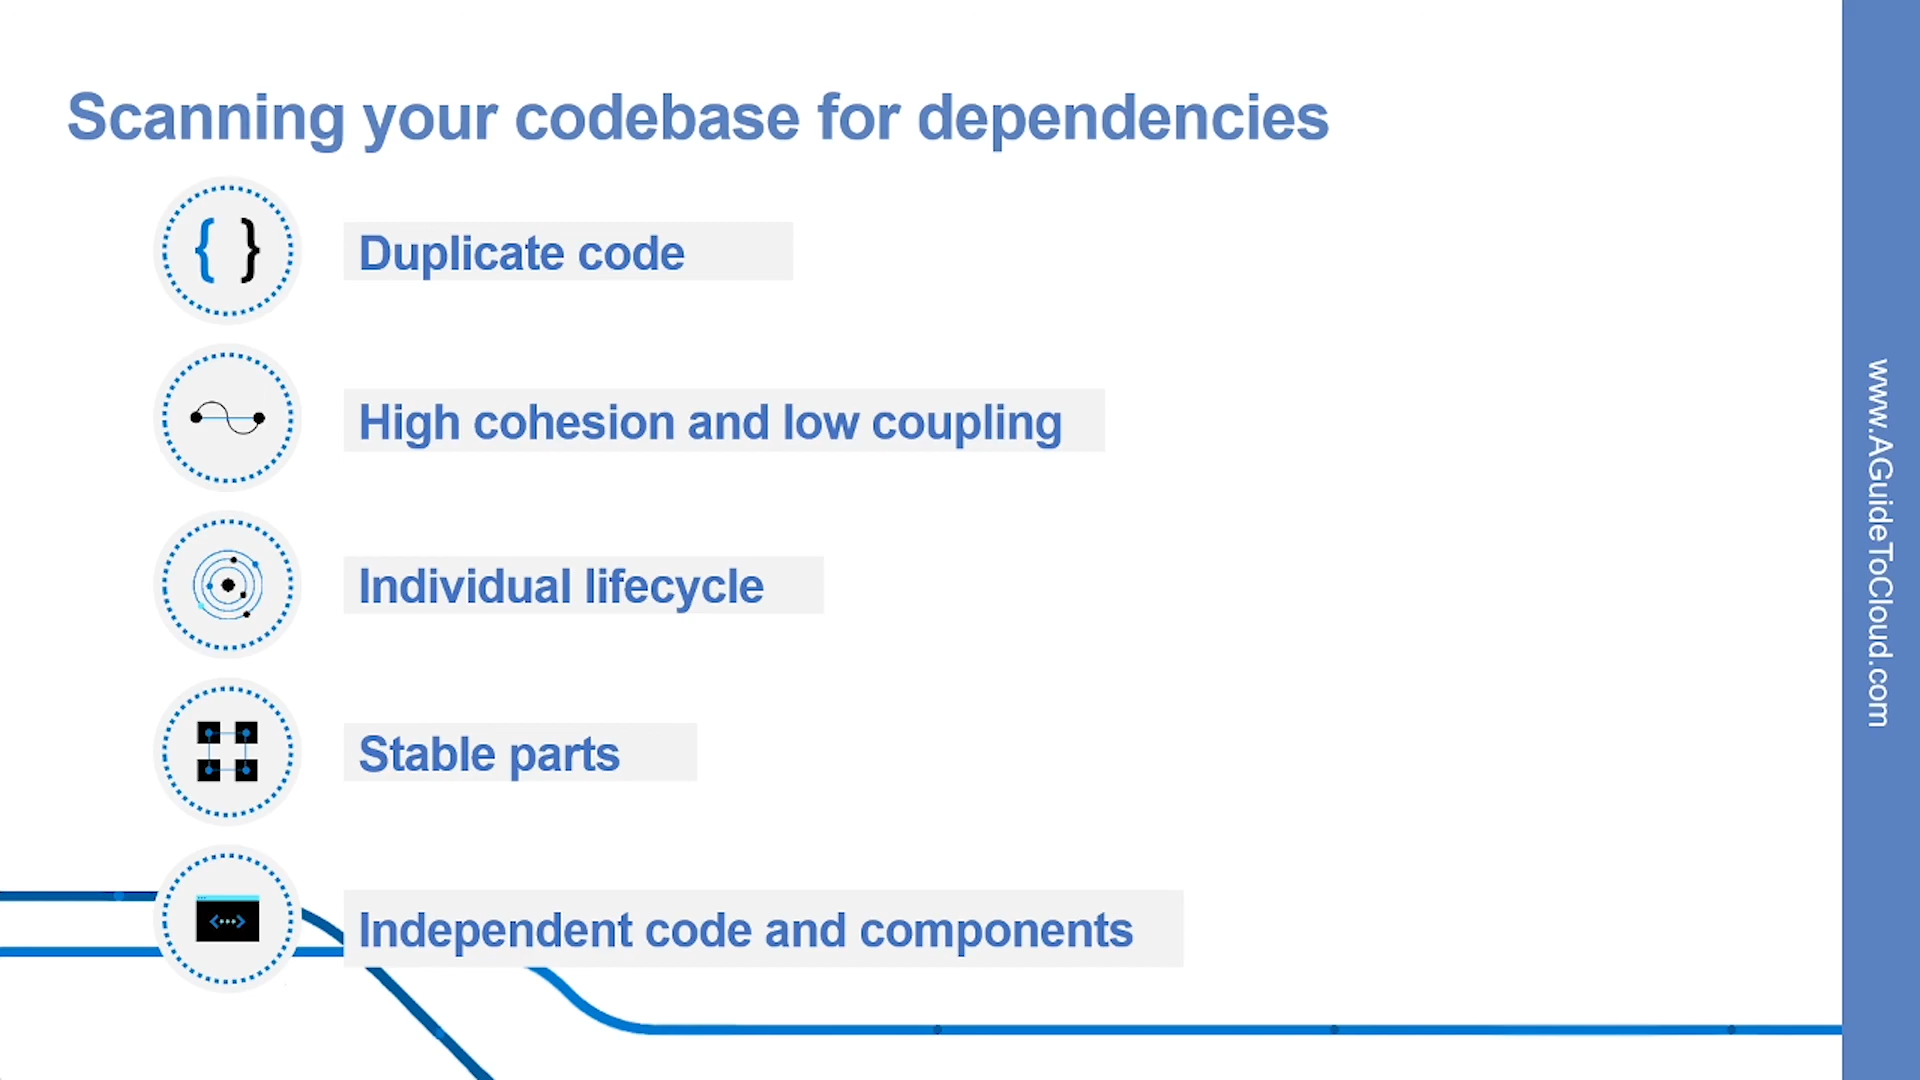 Scanning your codebase for dependencies
Duplicate code
High cohesion and low coupling
Individual lifecycle
Stable parts
Independent code and components
www.AGuideToCloud.com